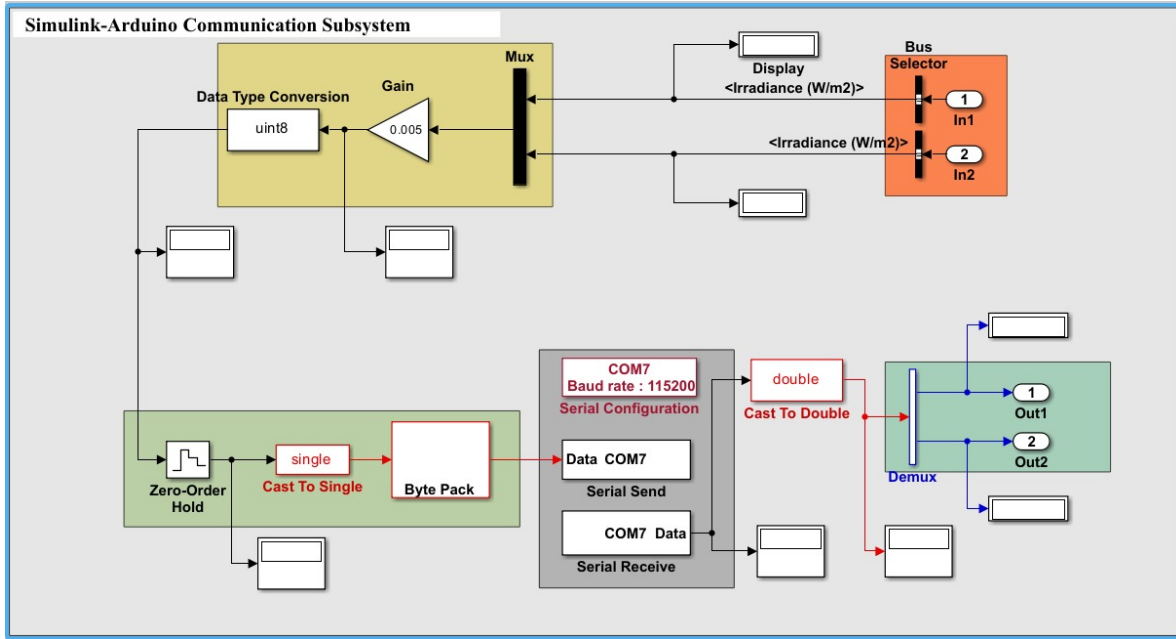 Simulink-Arduino Communication Subsystem
Data Type Conversion
uint8
Gain
0.005
Mux
Display
<Irradiance (W/m2)>
<Irradiance (W/m2)>
Bus
Selector
1
In1
2
In2
Zero-Order
Hold
single
Cast To Single
Byte Pack
COM7
Baud rate : 115200
Serial Configuration
Data COM7
Serial Send
COM7 Data
Serial Receive
double
Cast To Double
Demux
1
Out1
2
Out2